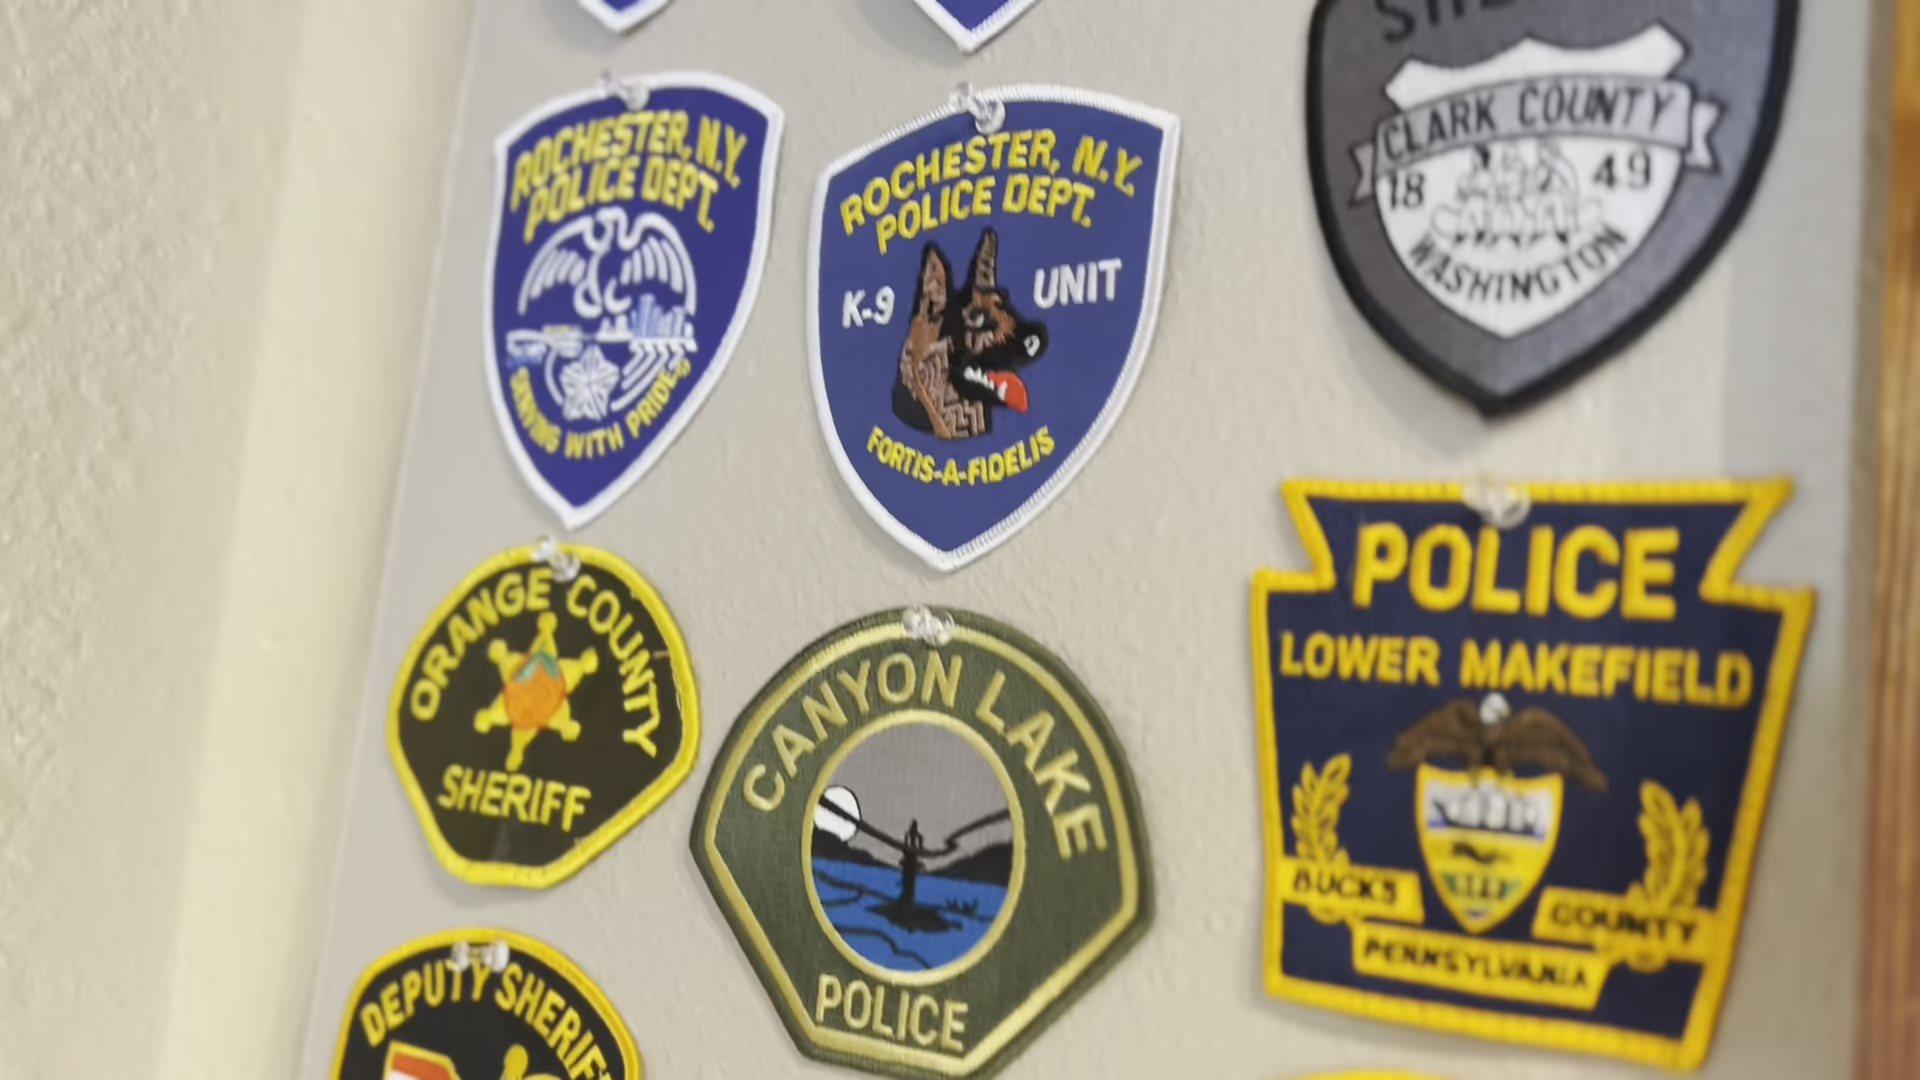 ROCHESTER, N.Y.
POLICE DEPT.
SERVING WITH PRIDE
ROCHESTER, N.Y.
POLICE DEPT.
K-9 UNIT
FORTIS-A-FIDELIS
CLARK COUNTY
18 49
WASHINGTON
ORANGE COUNTY
SHERIFF
CANYON LAKE
POLICE
POLICE
LOWER MAKEFIELD
BUCKS COUNTY
PENNSYLVANIA
DEPUTY SHERIFF